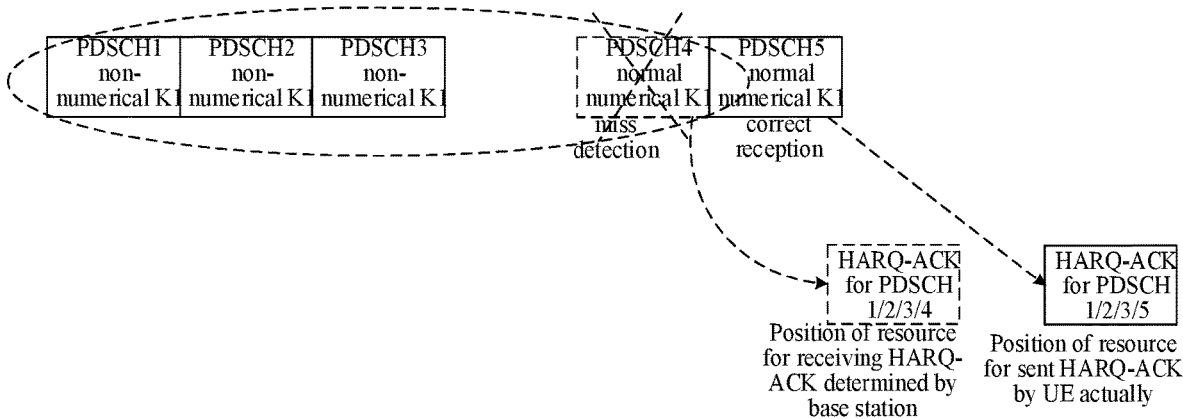 PDSCH1
non-
numerical K1
PDSCH2
non-
numerical K1
PDSCH3
non-
numerical K1
PDSCH4
normal
numerical K1
miss
detection
PDSCH5
normal
numerical K1
correct
reception
HARQ-ACK
for PDSCH
1/2/3/4
Position of resource
for receiving HARQ-
ACK determined by
base station
HARQ-ACK
for PDSCH
1/2/3/5
Position of resource
for sent HARQ-ACK
by UE actually